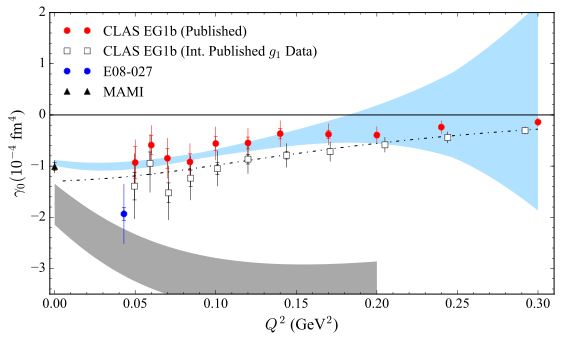 CLAS EG1b (Published)
CLAS EG1b (Int. Published g₁ Data)
E08-027
MAMI
γ₀(10⁻⁴ fm⁴)
2
1
0
−1
−2
−3
0.00 0.05 0.10 0.15 0.20 0.25 0.30
Q² (GeV²)